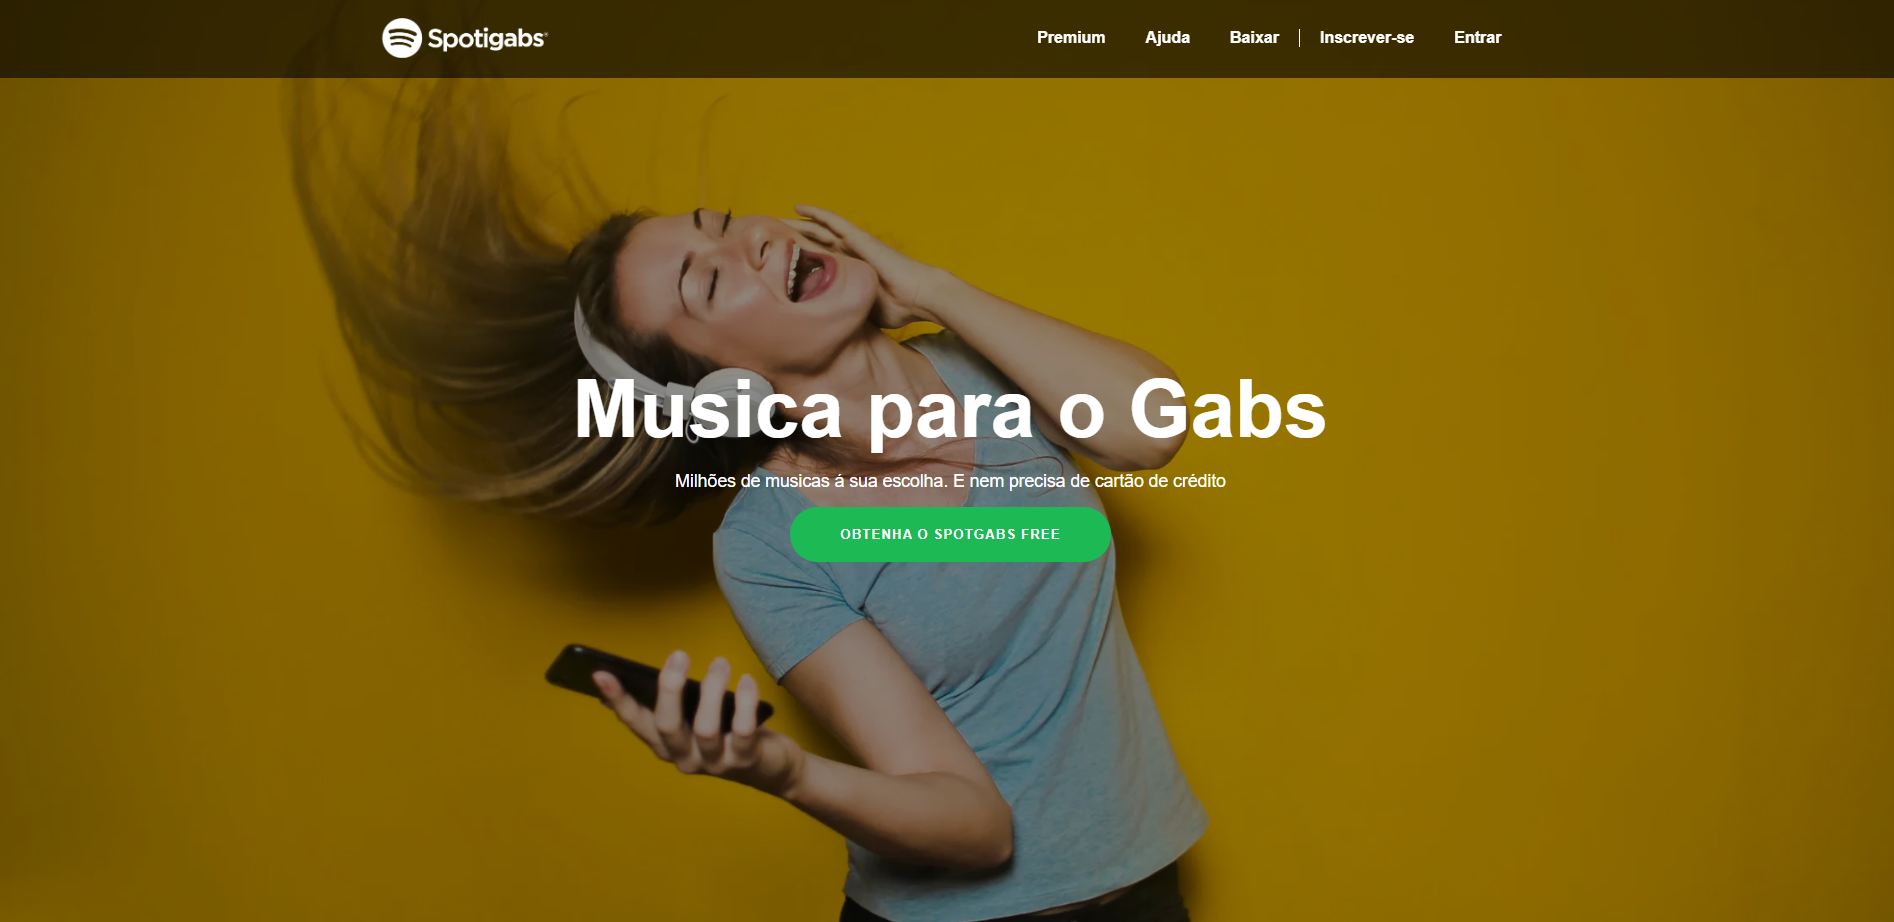 Spotigabs®
Premium Ajuda Baixar Inscrever-se Entrar
Musica para o Gabs
Milhões de musicas á sua escolha. E nem precisa de cartão de crédito
OBTENHA O SPOTGABS FREE